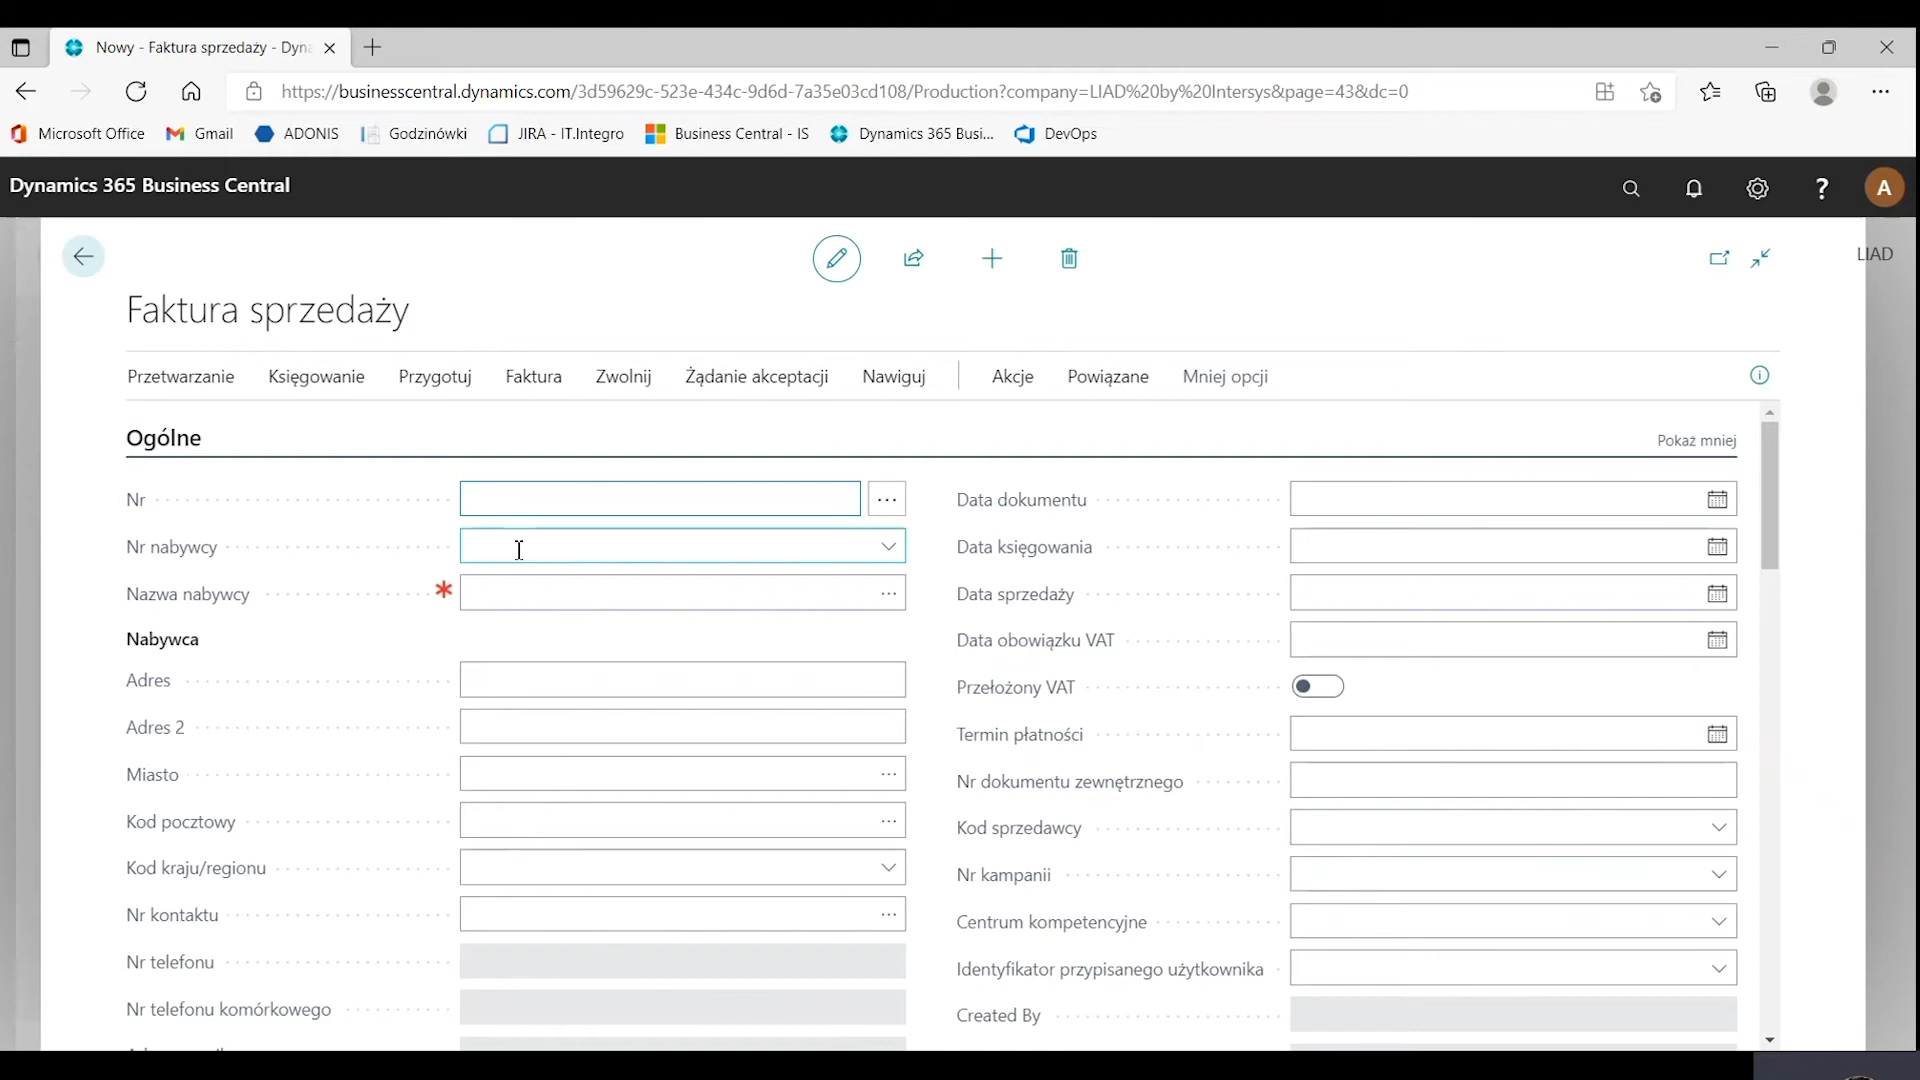 Nowy - Faktura sprzedaży - Dyna
https://businesscentral.dynamics.com/3d59629c-523e-434c-9d6d-7a35e03cd108/Production?company=LIAD%20by%20Intersys&page=43&dc=0
Microsoft Office Gmail ADONIS Godzinówki JIRA - IT.Integro Business Central - IS Dynamics 365 Busi... DevOps
Dynamics 365 Business Central
? A
LIAD
Faktura sprzedaży
Przetwarzanie Księgowanie Przygotuj Faktura Zwolnij Żądanie akceptacji Nawiguj Akcje Powiązane Mniej opcji
Ogólne Pokaż mniej
Nr ...
Nr nabywcy
Nazwa nabywcy * ...
Nabywca
Adres
Adres 2
Miasto ...
Kod pocztowy ...
Kod kraju/regionu
Nr kontaktu ...
Nr telefonu
Nr telefonu komórkowego
Data dokumentu
Data księgowania
Data sprzedaży
Data obowiązku VAT
Przełożony VAT
Termin płatności
Nr dokumentu zewnętrznego
Kod sprzedawcy
Nr kampanii
Centrum kompetencyjne
Identyfikator przypisanego użytkownika
Created By